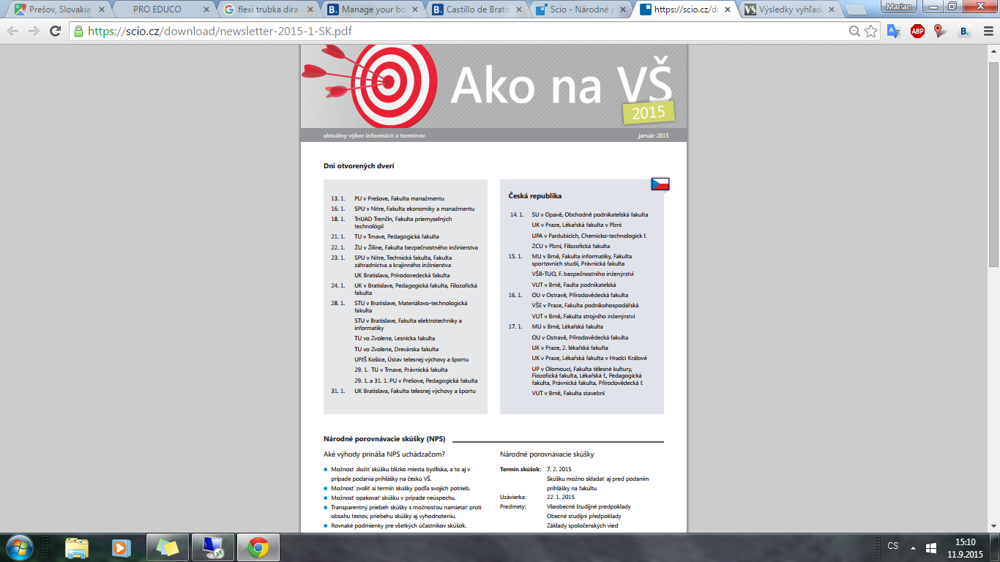 Prešov, Slovakia
PRO EDUCO
flexi trubka díra
Manage your bo
Castillo de Bratis
Scio - Národné p
https://scio.cz/do
Výsledky vyhľadá
Marian
https://scio.cz/download/newsletter-2015-1-SK.pdf
ABP
B.
Ako na VŠ
2015
aktuálny výber informácií a termínov
január 2015
Dni otvorených dverí
13. 1. PU v Prešove, Fakulta manažmentu
16. 1. SPU v Nitre, Fakulta ekonomiky a manažmentu
18. 1. TnUAD Trenčín, Fakulta priemyselných
technológií
21. 1. TU v Trnave, Pedagogická fakulta
22. 1. ŽU v Žiline, Fakulta bezpečnostného inžinierstva
23. 1. SPU v Nitre, Technická fakulta, Fakulta
záhradníctva a krajinného inžinierstva
UK Bratislava, Prírodovedecká fakulta
24. 1. UK v Bratislave, Pedagogická fakulta, Filozofická
fakulta
28. 1. STU v Bratislave, Materiálovo-technologická
fakulta
STU v Bratislave, Fakulta elektrotechniky a
informatiky
TU vo Zvolene, Lesnícka fakulta
TU vo Zvolene, Drevárska fakulta
UPJŠ Košice, Ústav telesnej výchovy a športu
29. 1. TU v Trnave, Právnická fakulta
29. 1. a 31. 1. PU v Prešove, Pedagogická fakulta
31. 1. UK Bratislava, Fakulta telesnej výchovy a športu
Česká republika
14. 1. SU v Opavě, Obchodně podnikatelská fakulta
UK v Praze, Lékařská fakulta v Plzni
UPA v Pardubicích, Chemicko-technologick f.
ZCU v Plzni, Filozofická fakulta
15. 1. MU v Brně, Fakulta informatiky, Fakulta
sportovních studií, Právnická fakulta
VŠB-TUO, F. bezpečnostního inženýrství
VUT v Brně, Faulta podnikatelská
16. 1. OU v Ostravě, Přírodovědecká fakulta
VŠE v Praze, Fakulta podnikohospodářská
VUT v Brně, Fakulta strojního inženýrství
17. 1. MU v Brně, Lékařská fakulta
OU v Ostravě, Přírodovědecká fakulta
UK v Praze, 2. lékařská fakulta
UK v Praze, Lékařská fakulta v Hradci Králové
UP v Olomouci, Fakulta tělesné kultury,
Fiozofická fakulta, Lékařská f., Pedagogická
fakulta, Právnická fakulta, Přírodovědecká f.
VUT v Brně, Fakulta stavební
Národné porovnávacie skúšky (NPS)
Aké výhody prináša NPS uchádzačom?
Možnosť zložiť skúšku blízko miesta bydliska, a to aj v
prípade podania prihlášky na českú VŠ.
Možnosť zvoliť si termín skúšky podľa svojich potrieb.
Možnosť opakovať skúšku v prípade neúspechu.
Transparentný priebeh skúšky s možnosťou namietať proti
obsahu testov, priebehu skúšky aj vyhodnoteniu.
Rovnaké podmienky pre všetkých účastníkov skúšok.
Národné porovnávacie skúšky
Termín skúšok: 7. 2. 2015
Skúšku možno skladať aj pred podaním
prihlášky na fakultu
Uzávierka: 22. 1. 2015
Predmety: Všeobecné študijné predpoklady
Obecné studijní předpoklady
Základy spoločenských vied
CS
15:10
11.9.2015